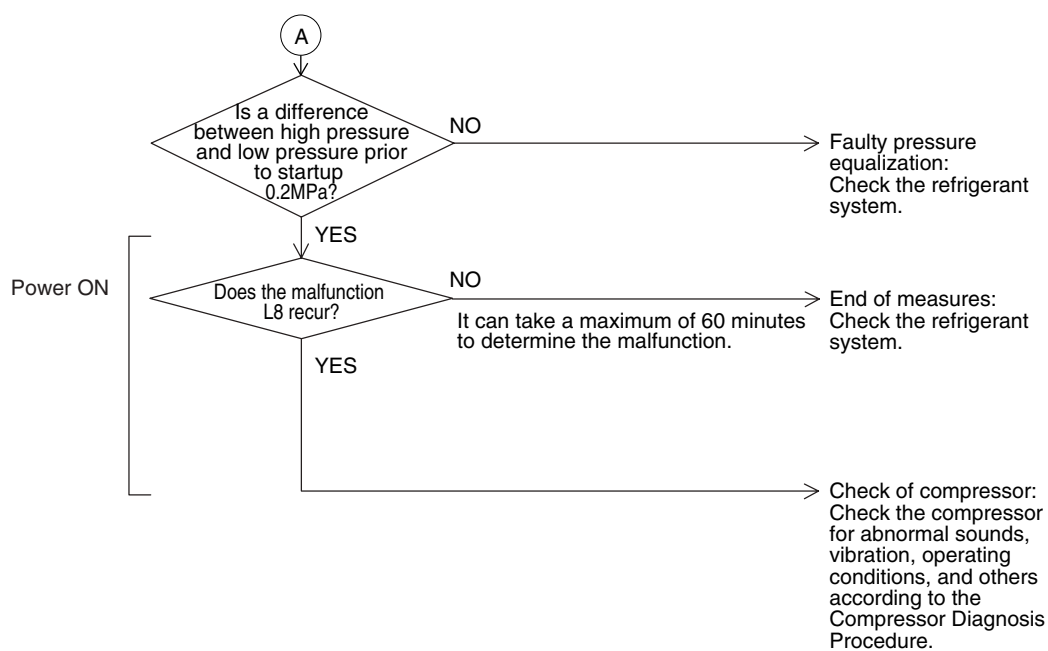 A
Is a difference
between high pressure
and low pressure prior
to startup
0.2MPa?
NO
Faulty pressure
equalization:
Check the refrigerant
system.
YES
Power ON
Does the malfunction
L8 recur?
NO
It can take a maximum of 60 minutes
to determine the malfunction.
End of measures:
Check the refrigerant
system.
YES
Check of compressor:
Check the compressor
for abnormal sounds,
vibration, operating
conditions, and others
according to the
Compressor Diagnosis
Procedure.